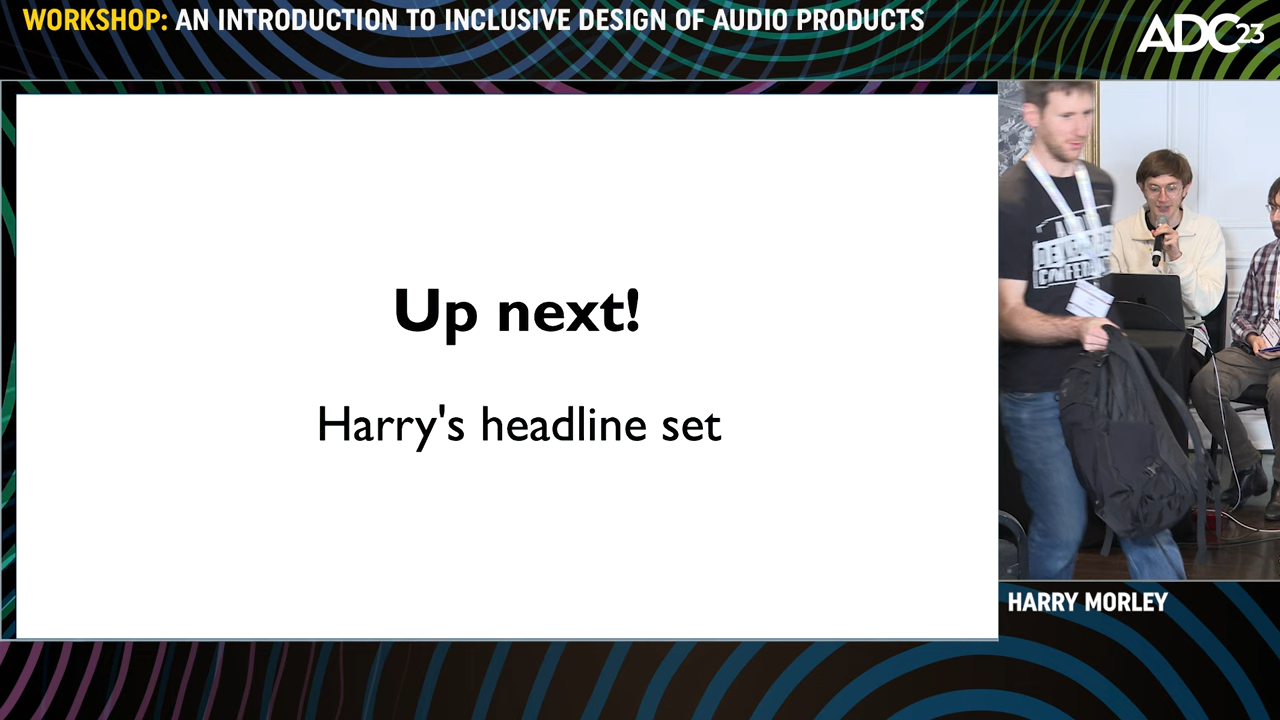 WORKSHOP: AN INTRODUCTION TO INCLUSIVE DESIGN OF AUDIO PRODUCTS
ADC23
Up next!
Harry's headline set
HARRY MORLEY